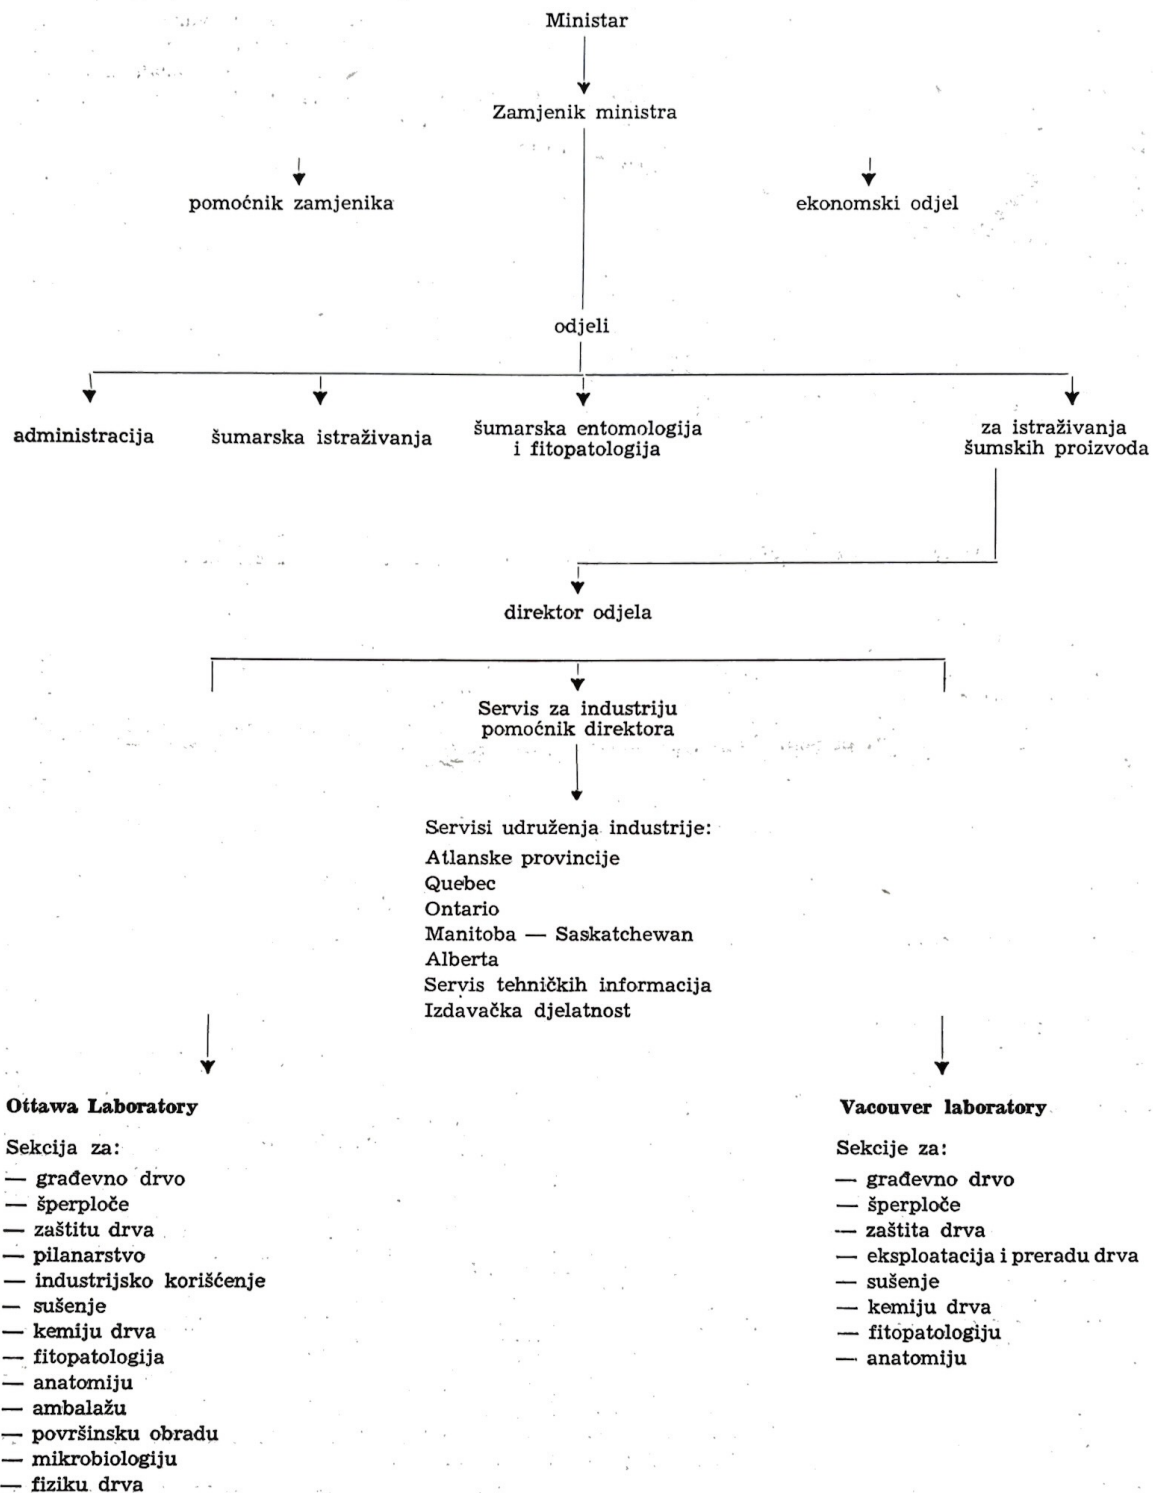 Ministar
Zamjenik ministra
pomoćnik zamjenika
ekonomski odjel
odjeli
administracija
šumarska istraživanja
šumarska entomologija
i fitopatologija
za istraživanja
šumskih proizvoda
direktor odjela
Servis za industriju
pomoćnik direktora
Servisi udruženja industrije:
Atlanske provincije
Quebec
Ontario
Manitoba — Saskatchewan
Alberta
Servis tehničkih informacija
Izdavačka djelatnost
Ottawa Laboratory
Sekcija za:
— građevno drvo
— šperploče
— zaštitu drva
— pilanarstvo
— industrijsko korišćenje
— sušenje
— kemiju drva
— fitopatologija
— anatomiju
— ambalažu
— površinsku obradu
— mikrobiologiju
— fiziku drva
Vacouver laboratory
Sekcije za:
— građevno drvo
— šperploče
— zaštita drva
— eksploatacija i preradu drva
— sušenje
— kemiju drva
— fitopatologiju
— anatomiju